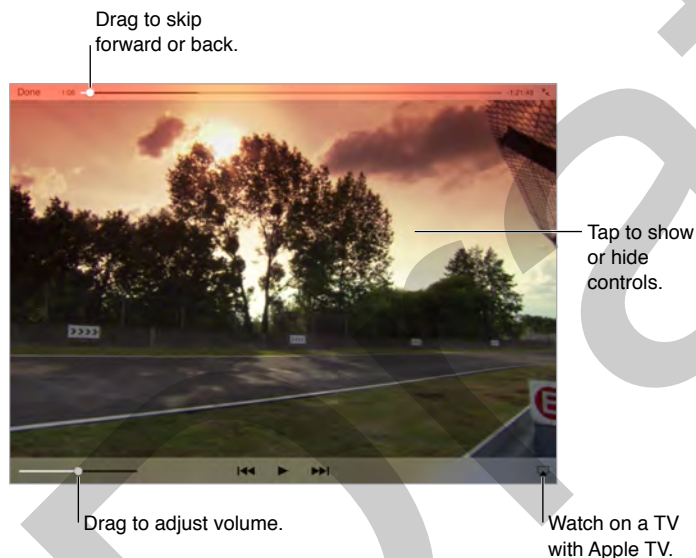 Drag to skip
forward or back.
Done 1:06 -1:21:49
Tap to show
or hide
controls.
E
Drag to adjust volume.
Watch on a TV
with Apple TV.